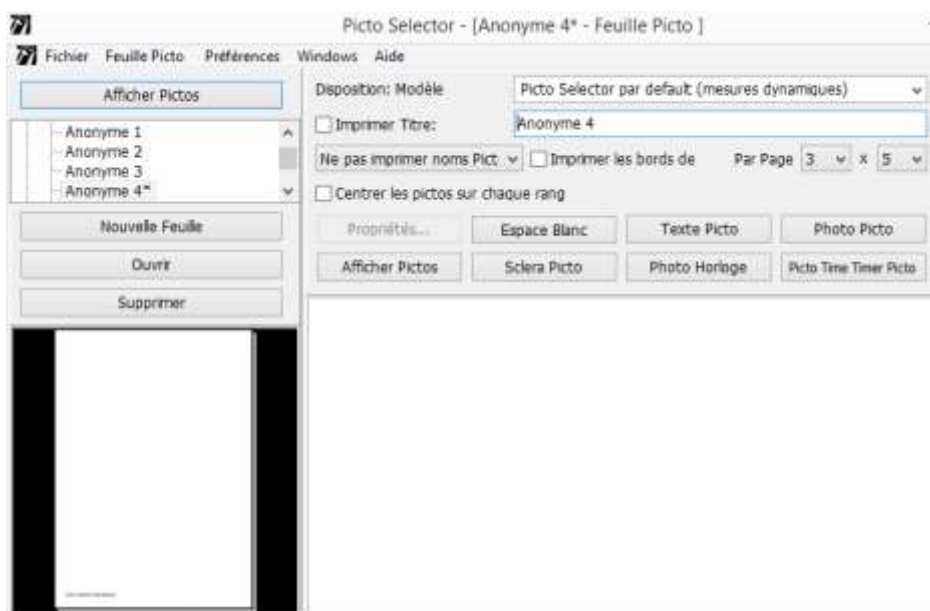 Picto Selector - [Anonyme 4* - Feuille Picto ]
Fichier Feuille Picto Préférences Windows Aide
Afficher Pictos
Anonyme 1
Anonyme 2
Anonyme 3
Anonyme 4*
Nouvelle Feuille
Ouvrir
Supprimer
Disposition: Modèle Picto Selector par default (mesures dynamiques)
Imprimer Titre: Anonyme 4
Ne pas imprimer noms Pict Imprimer les bords de Par Page 3 x 5
Centrer les pictos sur chaque rang
Propriétés... Espace Blanc Texte Picto Photo Picto
Afficher Pictos Sclera Picto Photo Horloge Picto Time Timer Picto